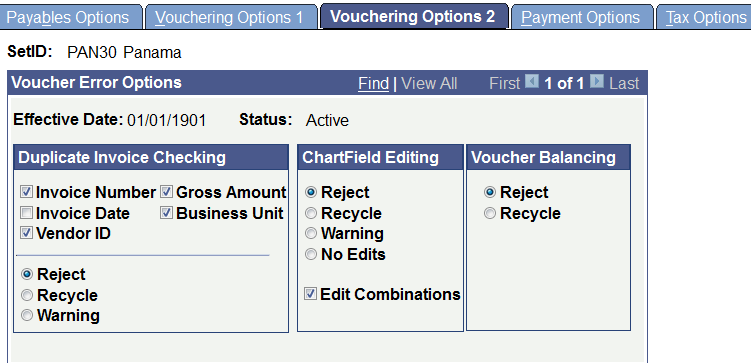 Payables Options Vouchering Options 1 Vouchering Options 2 Payment Options Tax Options
SetID: PAN30 Panama
Voucher Error Options Find | View All First 1 of 1 Last
Effective Date: 01/01/1901 Status: Active
Duplicate Invoice Checking
Invoice Number Gross Amount
Invoice Date Business Unit
Vendor ID
Reject
Recycle
Warning
ChartField Editing
Reject
Recycle
Warning
No Edits
Edit Combinations
Voucher Balancing
Reject
Recycle